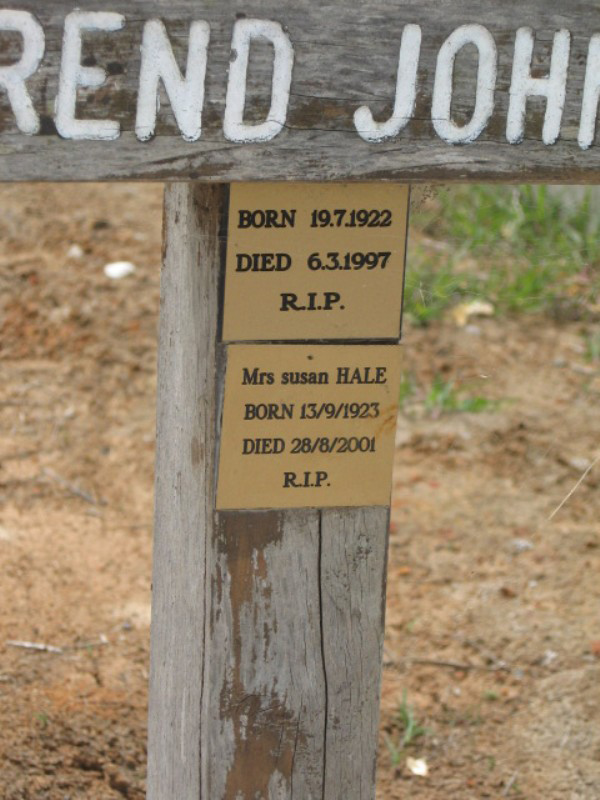 REND JOHN
BORN 19.7.1922
DIED 6.3.1997
R.I.P.
Mrs susan HALE
BORN 13/9/1923
DIED 28/8/2001
R.I.P.